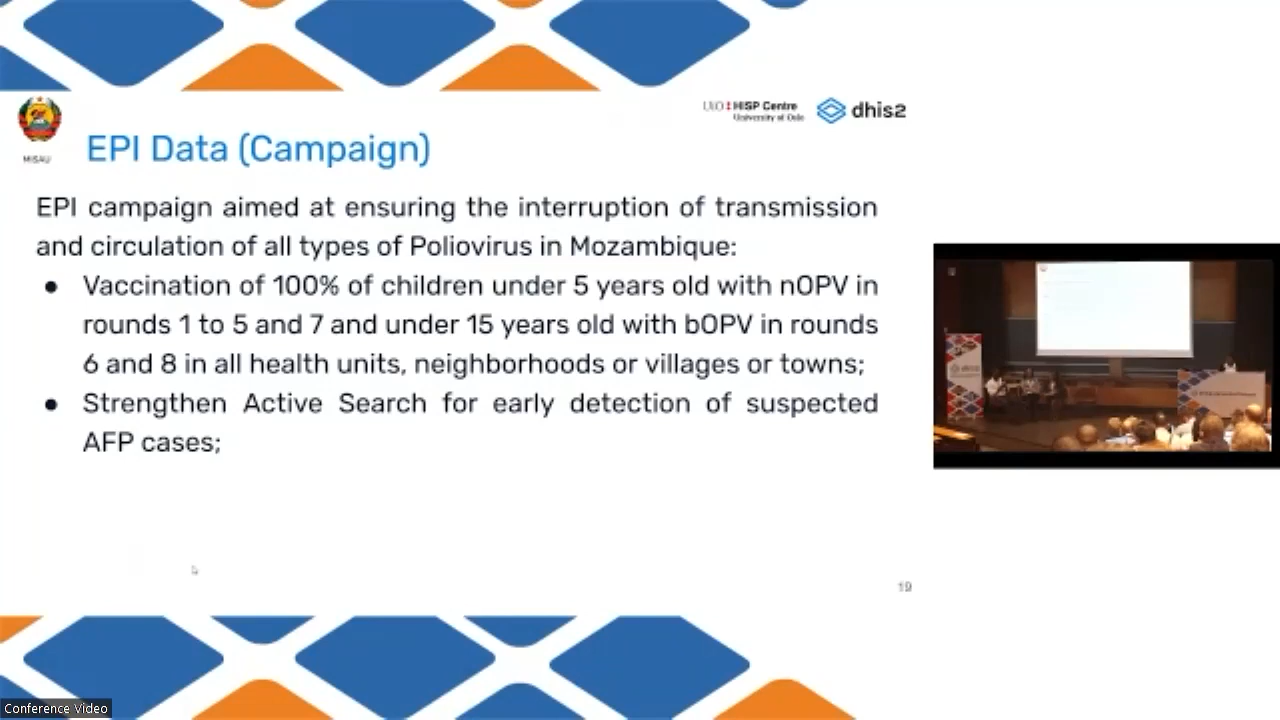 UiO HISP Centre
University of Oslo
dhis2
MISAU
EPI Data (Campaign)
EPI campaign aimed at ensuring the interruption of transmission
and circulation of all types of Poliovirus in Mozambique:
● Vaccination of 100% of children under 5 years old with nOPV in
rounds 1 to 5 and 7 and under 15 years old with bOPV in rounds
6 and 8 in all health units, neighborhoods or villages or towns;
● Strengthen Active Search for early detection of suspected
AFP cases;
dhis2
19
Conference Video